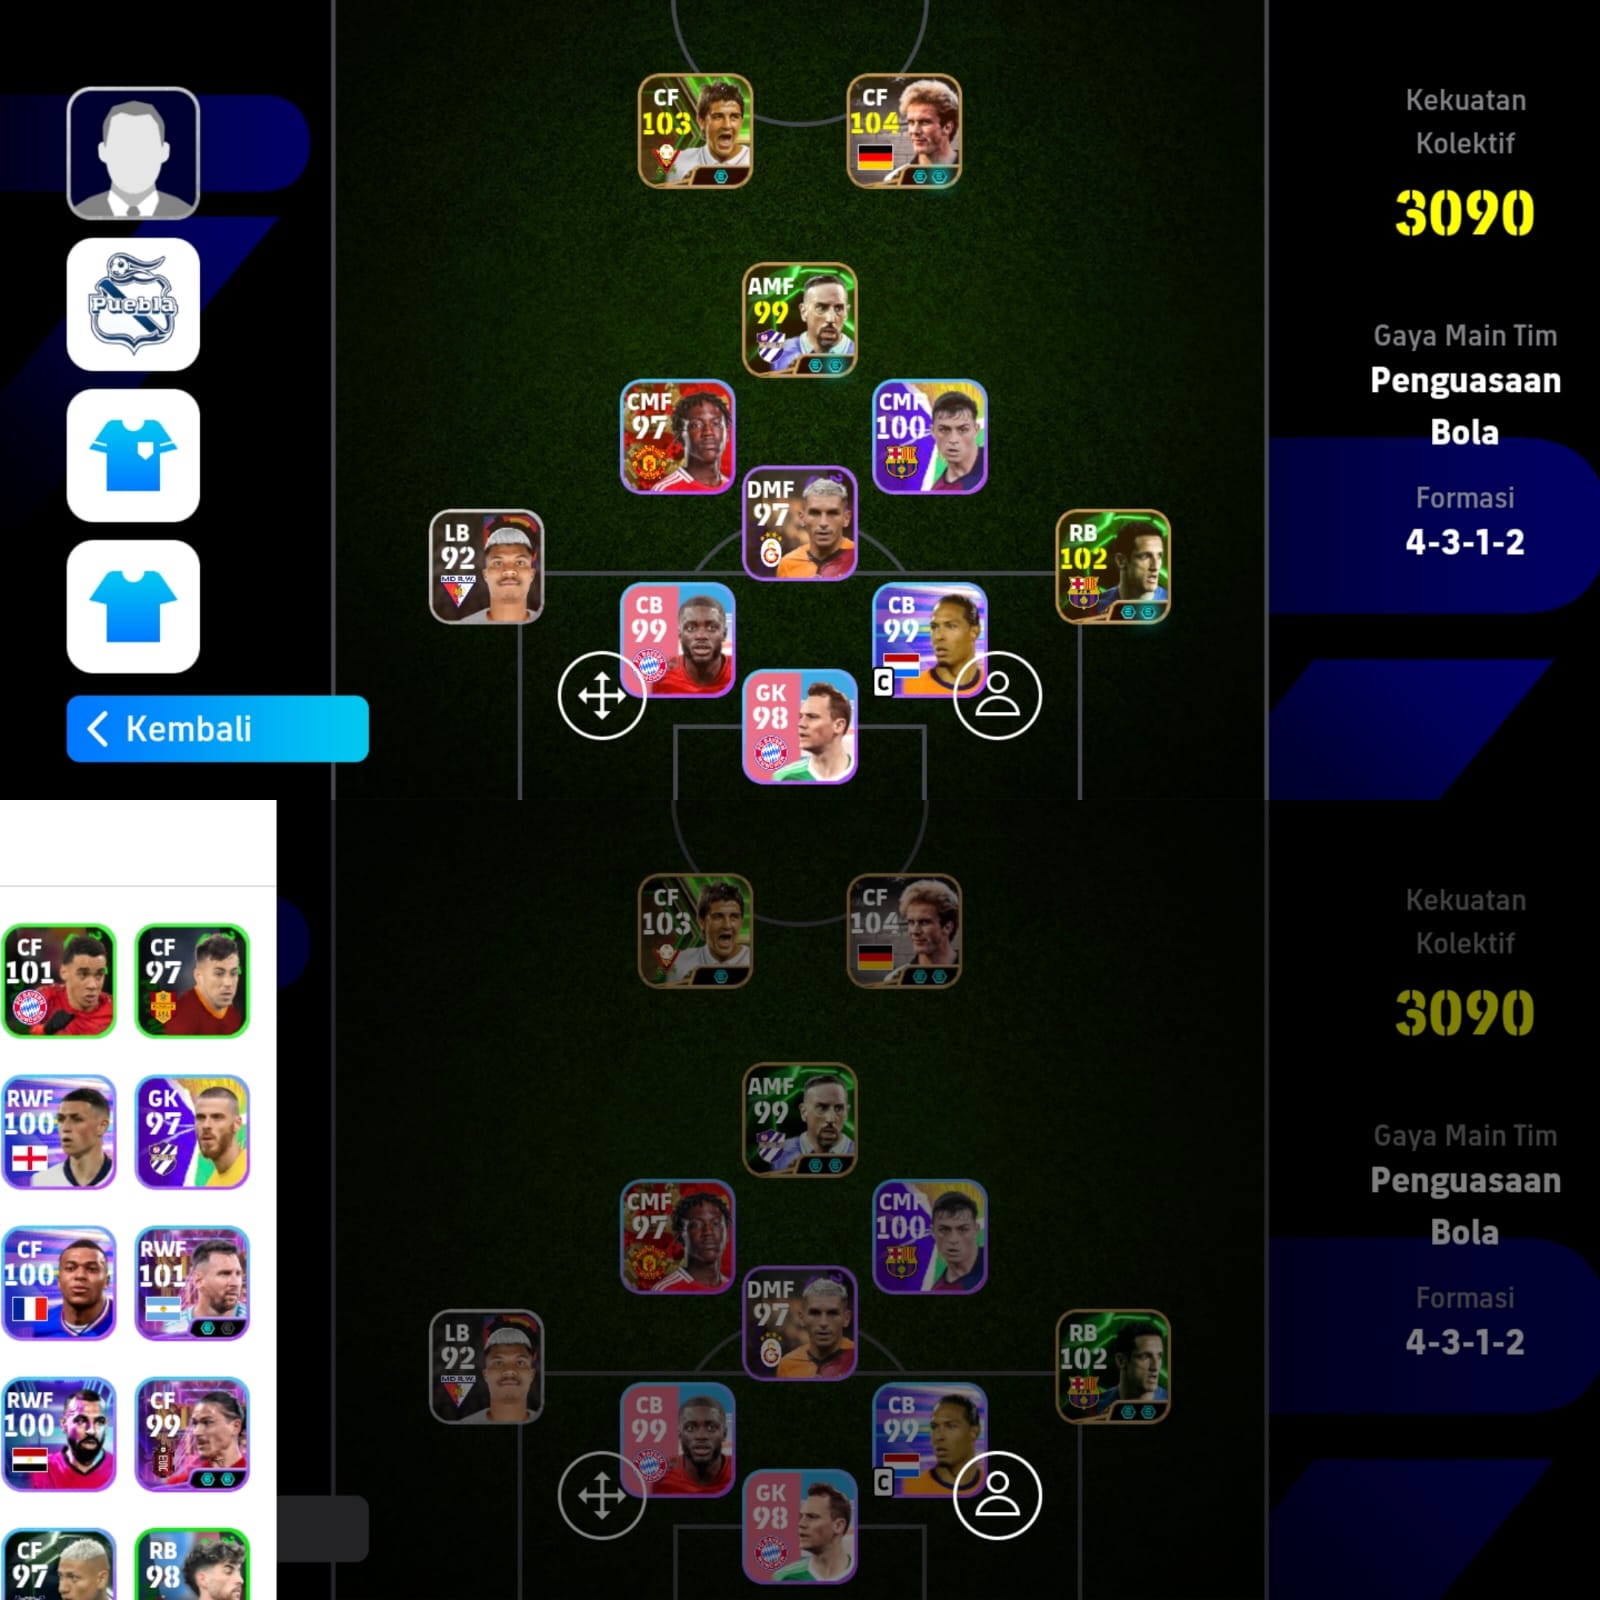 CF
103
CF
104
Kekuatan
Kolektif
3090
AMF
99
Puebla
Gaya Main Tim
Penguasaan
Bola
CMF
97
CMF
100
DMF
97
Formasi
4-3-1-2
LB
92
RB
102
CB
99
CB
99
C
GK
98
Kembali
CF
101
CF
97
CF
103
CF
104
Kekuatan
Kolektif
3090
RWF
100
GK
97
AMF
99
Gaya Main Tim
Penguasaan
Bola
CF
100
RWF
101
CMF
97
CMF
100
DMF
97
Formasi
4-3-1-2
LB
92
RB
102
RWF
100
CF
99
CB
99
CB
99
C
GK
98
CF
97
RB
98